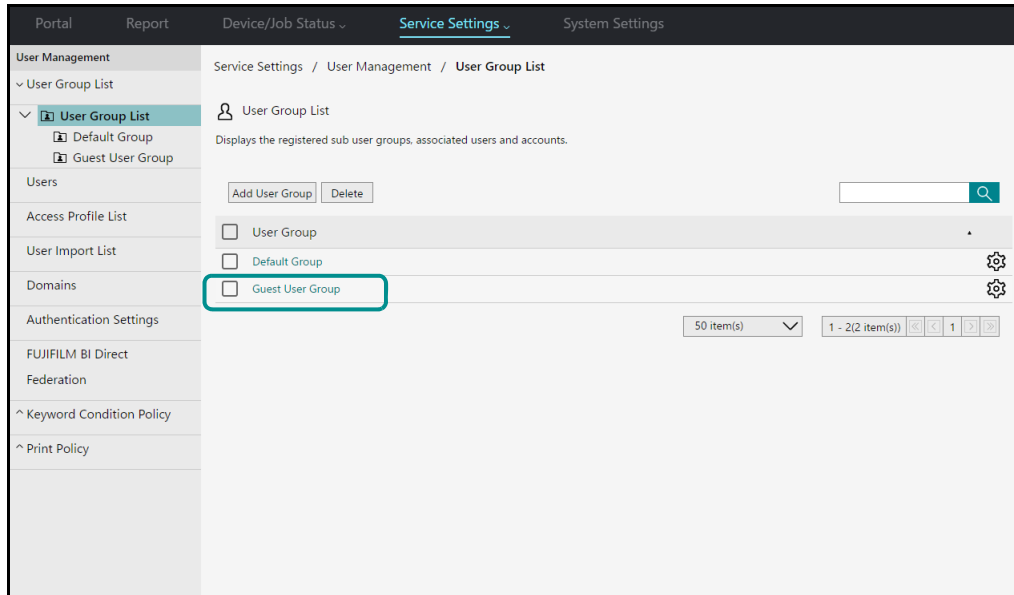 Portal Report Device/Job Status Service Settings System Settings
User Management
User Group List
User Group List
Default Group
Guest User Group
Users
Access Profile List
User Import List
Domains
Authentication Settings
FUJIFILM BI Direct
Federation
Keyword Condition Policy
Print Policy
Service Settings / User Management / User Group List
User Group List
Displays the registered sub user groups, associated users and accounts.
Add User Group Delete
User Group
Default Group
Guest User Group
50 item(s) 1 - 2(2 item(s)) « < 1 > »